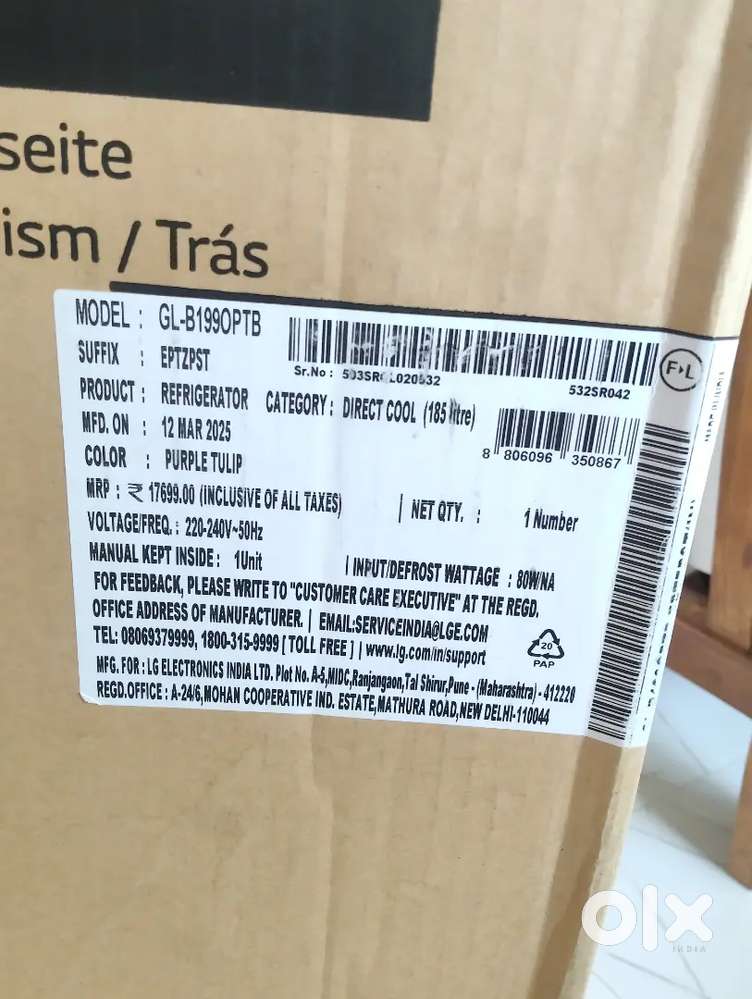 seite
ism / Trás
MODEL : GL-B199OPTB
SUFFIX : EPTZPST
Sr.No :
532SR042
F▸L
PRODUCT : REFRIGERATOR CATEGORY : DIRECT COOL (185 litre)
MFD. ON : 12 MAR 2025
8 806096 350867
COLOR : PURPLE TULIP
MRP : ₹ 17699.00 (INCLUSIVE OF ALL TAXES) | NET QTY. : 1 Number
VOLTAGE/FREQ. : 220-240V~50Hz
MANUAL KEPT INSIDE : 1Unit | INPUT/DEFROST WATTAGE : 80W/NA
FOR FEEDBACK, PLEASE WRITE TO "CUSTOMER CARE EXECUTIVE" AT THE REGD.
OFFICE ADDRESS OF MANUFACTURER. | EMAIL:SERVICEINDIA@LGE.COM
TEL: 08069379999, 1800-315-9999 [ TOLL FREE ] | www.lg.com/in/support
20
PAP
MFG. FOR : LG ELECTRONICS INDIA LTD. Plot No. A-5,MIDC,Ranjangaon,Tal Shirur,Pune - (Maharashtra) - 412220
REGD.OFFICE : A-24/6,MOHAN COOPERATIVE IND. ESTATE,MATHURA ROAD,NEW DELHI-110044
olx
INDIA